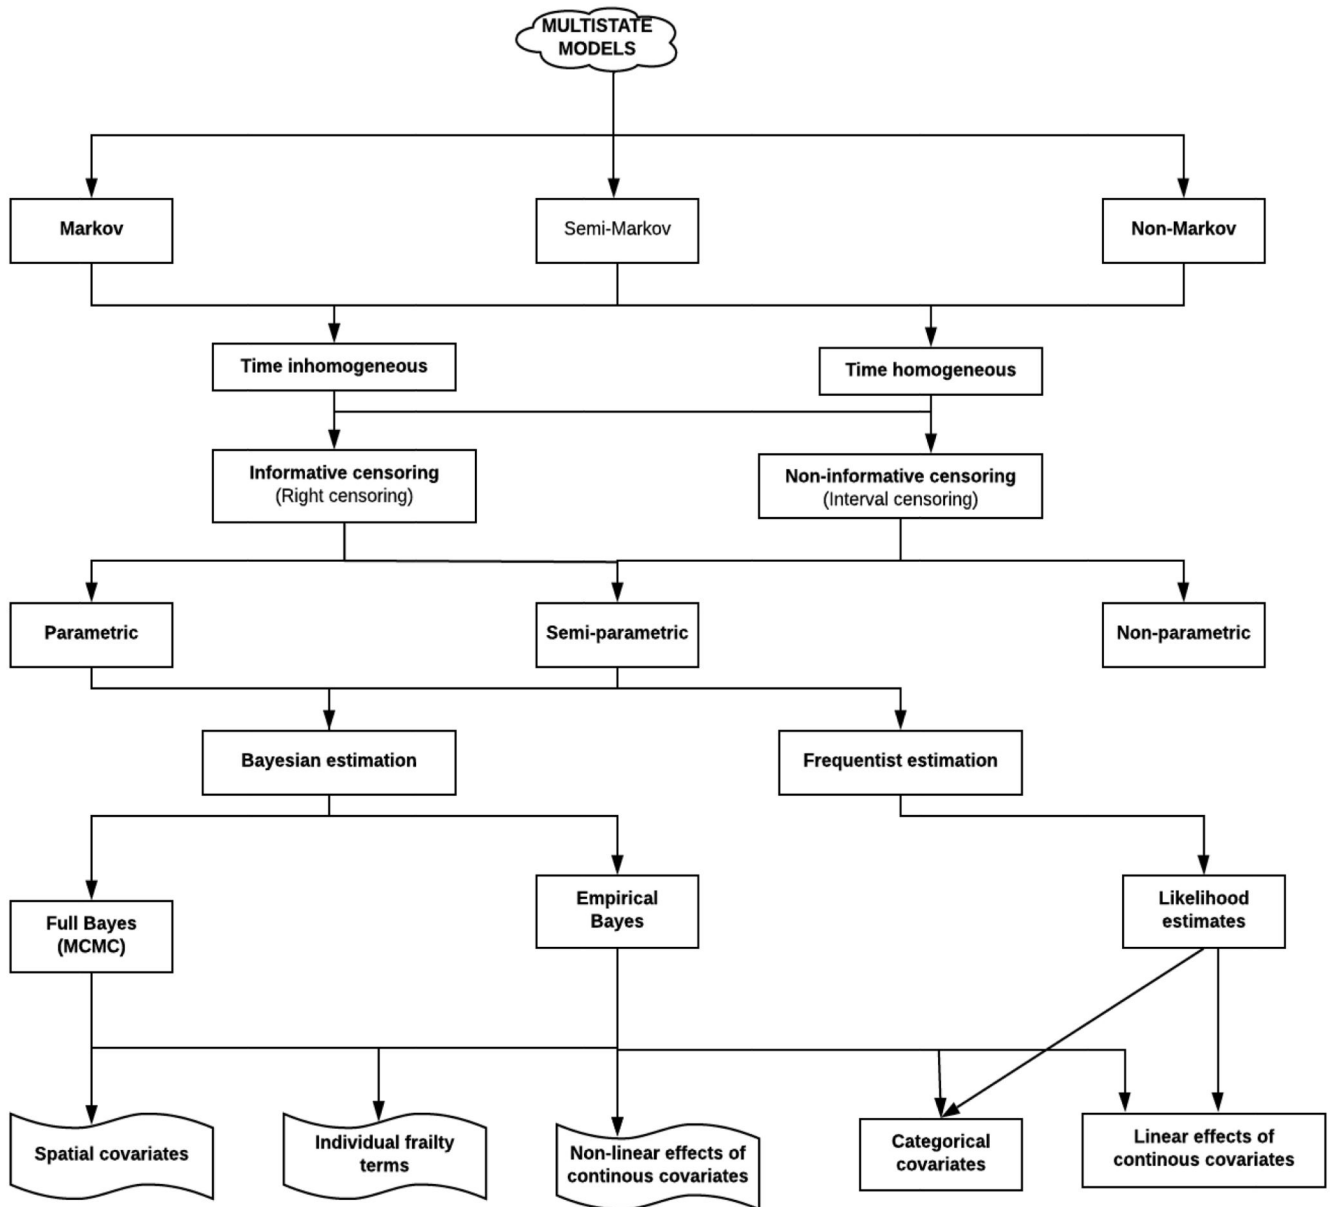 MULTISTATE
MODELS
Markov
Semi-Markov
Non-Markov
Time inhomogeneous
Time homogeneous
Informative censoring
(Right censoring)
Non-informative censoring
(Interval censoring)
Parametric
Semi-parametric
Non-parametric
Bayesian estimation
Frequentist estimation
Full Bayes
(MCMC)
Empirical
Bayes
Likelihood
estimates
Spatial covariates
Individual frailty
terms
Non-linear effects of
continous covariates
Categorical
covariates
Linear effects of
continous covariates